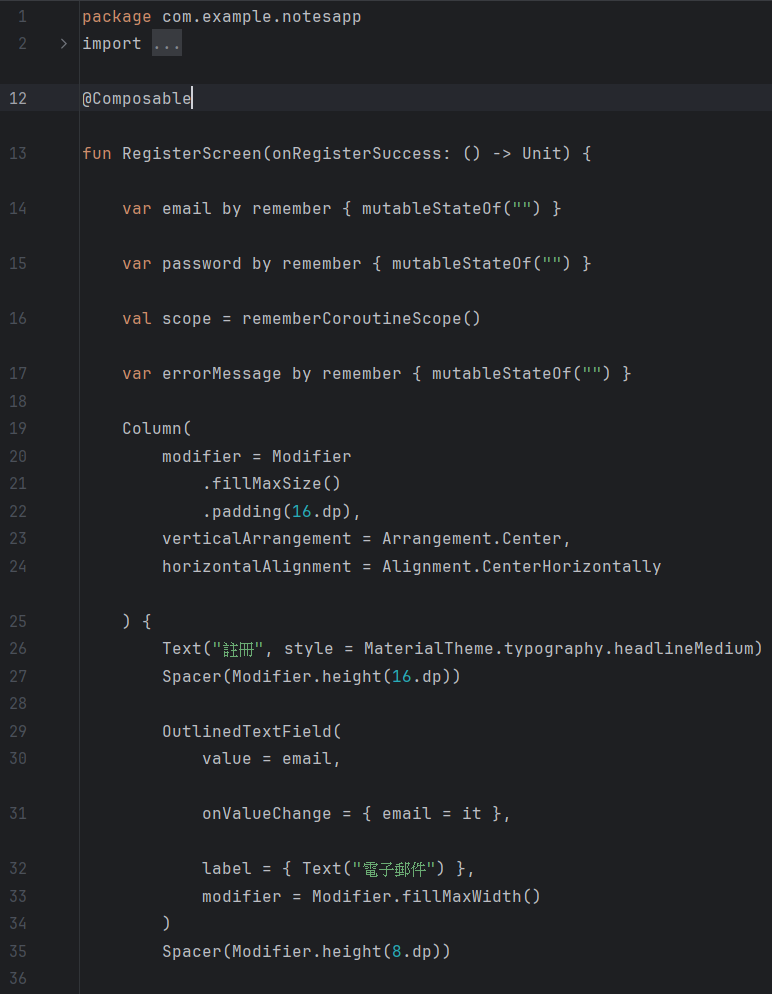 1 package com.example.notesapp
2 > import ...
12 @Composable
13 fun RegisterScreen(onRegisterSuccess: () -> Unit) {
14 var email by remember { mutableStateOf("") }
15 var password by remember { mutableStateOf("") }
16 val scope = rememberCoroutineScope()
17 var errorMessage by remember { mutableStateOf("") }
18
19 Column(
20 modifier = Modifier
21 .fillMaxSize()
22 .padding(16.dp),
23 verticalArrangement = Arrangement.Center,
24 horizontalAlignment = Alignment.CenterHorizontally
25 ) {
26 Text("註冊", style = MaterialTheme.typography.headlineMedium)
27 Spacer(Modifier.height(16.dp))
28
29 OutlinedTextField(
30 value = email,
31 onValueChange = { email = it },
32 label = { Text("電子郵件") },
33 modifier = Modifier.fillMaxWidth()
34 )
35 Spacer(Modifier.height(8.dp))
36